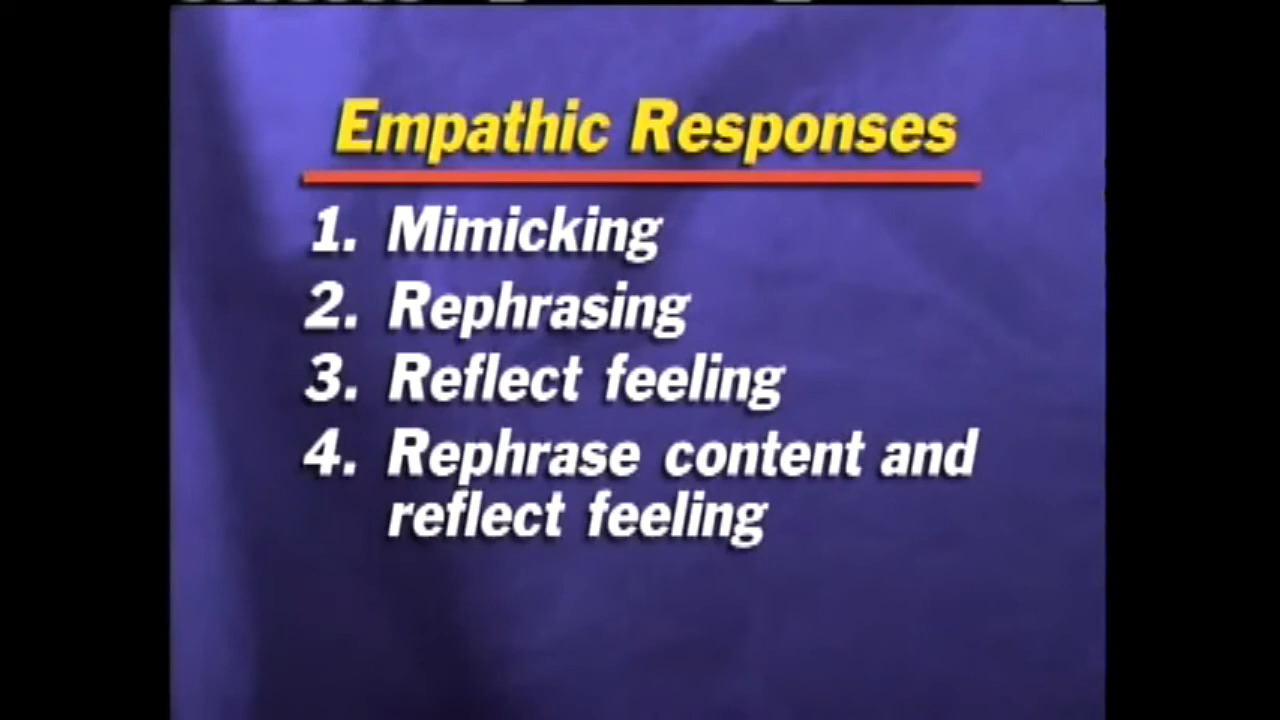 Empathic Responses
1. Mimicking
2. Rephrasing
3. Reflect feeling
4. Rephrase content and
reflect feeling